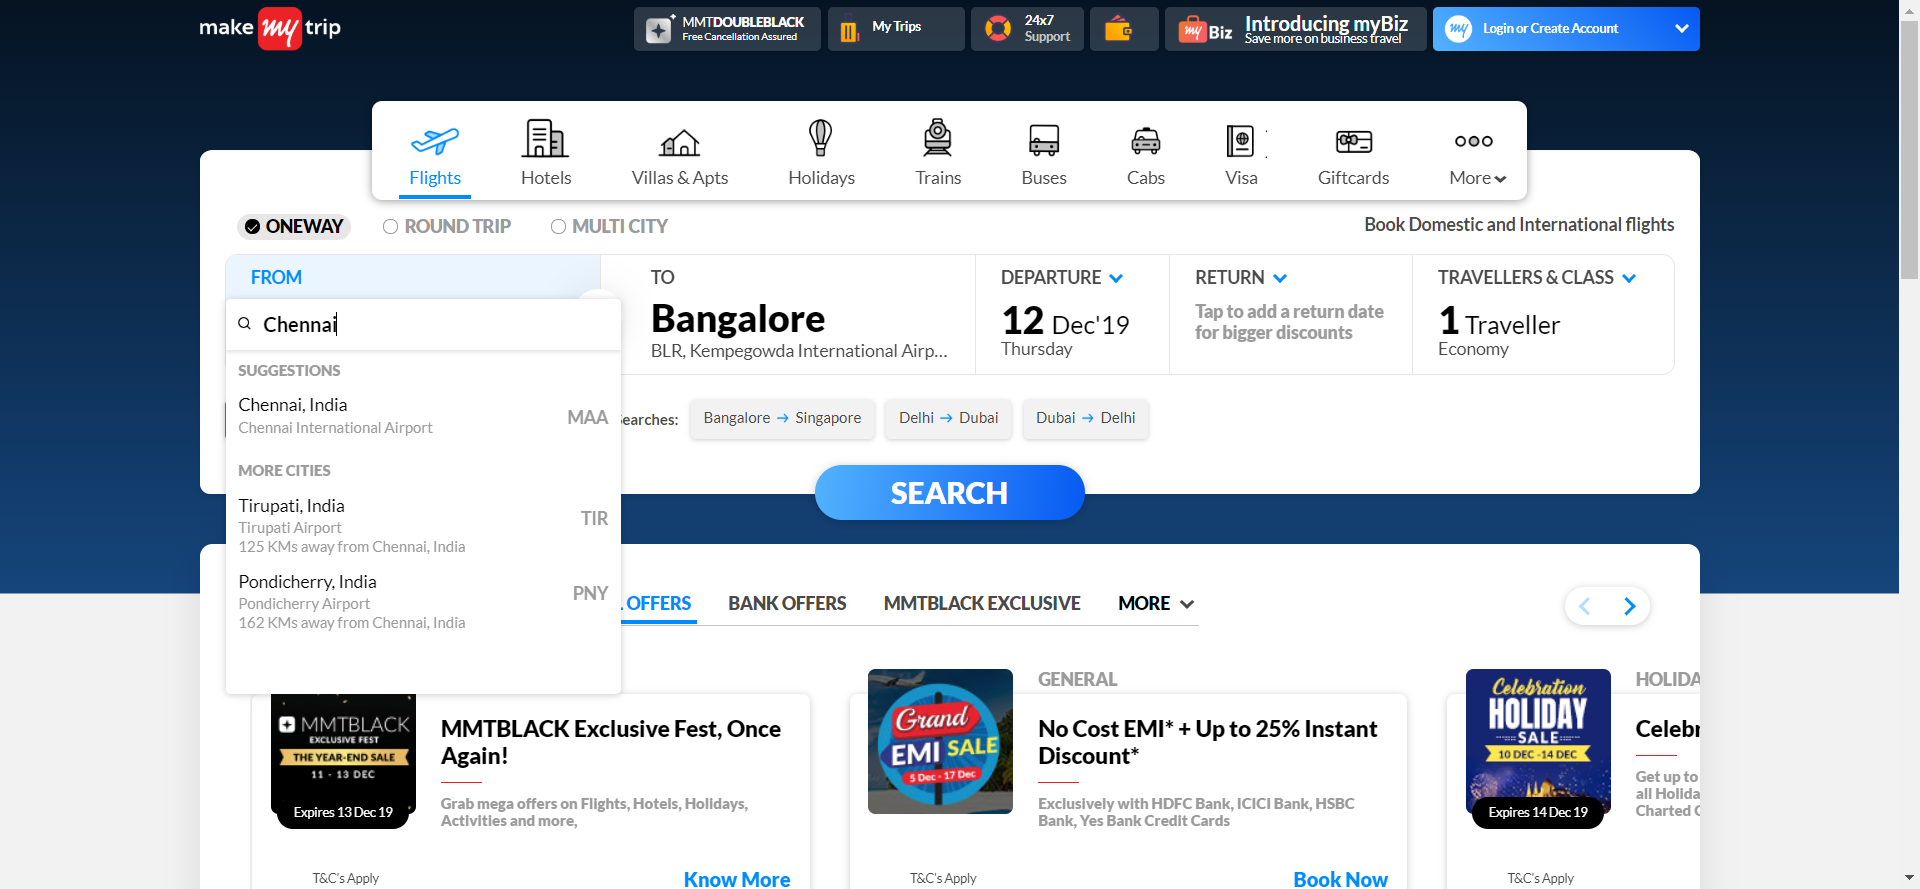 make my trip
MMTDOUBLEBLACK
Free Cancellation Assured
My Trips
24x7
Support
my Biz
Introducing myBiz
Save more on business travel
my
Login or Create Account
Flights
Hotels
Villas & Apts
Holidays
Trains
Buses
Cabs
Visa
Giftcards
More
ONEWAY
ROUND TRIP
MULTI CITY
Book Domestic and International flights
FROM
Chennai
SUGGESTIONS
Chennai, India
Chennai International Airport
MAA
MORE CITIES
Tirupati, India
Tirupati Airport
125 KMs away from Chennai, India
TIR
Pondicherry, India
Pondicherry Airport
162 KMs away from Chennai, India
PNY
TO
Bangalore
BLR, Kempegowda International Airp...
DEPARTURE
12 Dec'19
Thursday
RETURN
Tap to add a return date
for bigger discounts
TRAVELLERS & CLASS
1 Traveller
Economy
earches:
Bangalore → Singapore
Delhi → Dubai
Dubai → Delhi
SEARCH
OFFERS
BANK OFFERS
MMTBLACK EXCLUSIVE
MORE
MMTBLACK
EXCLUSIVE FEST
THE YEAR-END SALE
11 - 13 DEC
Expires 13 Dec 19
MMTBLACK Exclusive Fest, Once
Again!
Grab mega offers on Flights, Hotels, Holidays,
Activities and more,
T&C's Apply
Know More
Grand
EMI SALE
5 Dec - 17 Dec
GENERAL
No Cost EMI* + Up to 25% Instant
Discount*
Exclusively with HDFC Bank, ICICI Bank, HSBC
Bank, Yes Bank Credit Cards
T&C's Apply
Book Now
Celebration
HOLIDAY
SALE
10 DEC -14 DEC
Expires 14 Dec 19
HOLIDA
Celebr
Get up to
all Holida
Charted C
T&C's Apply